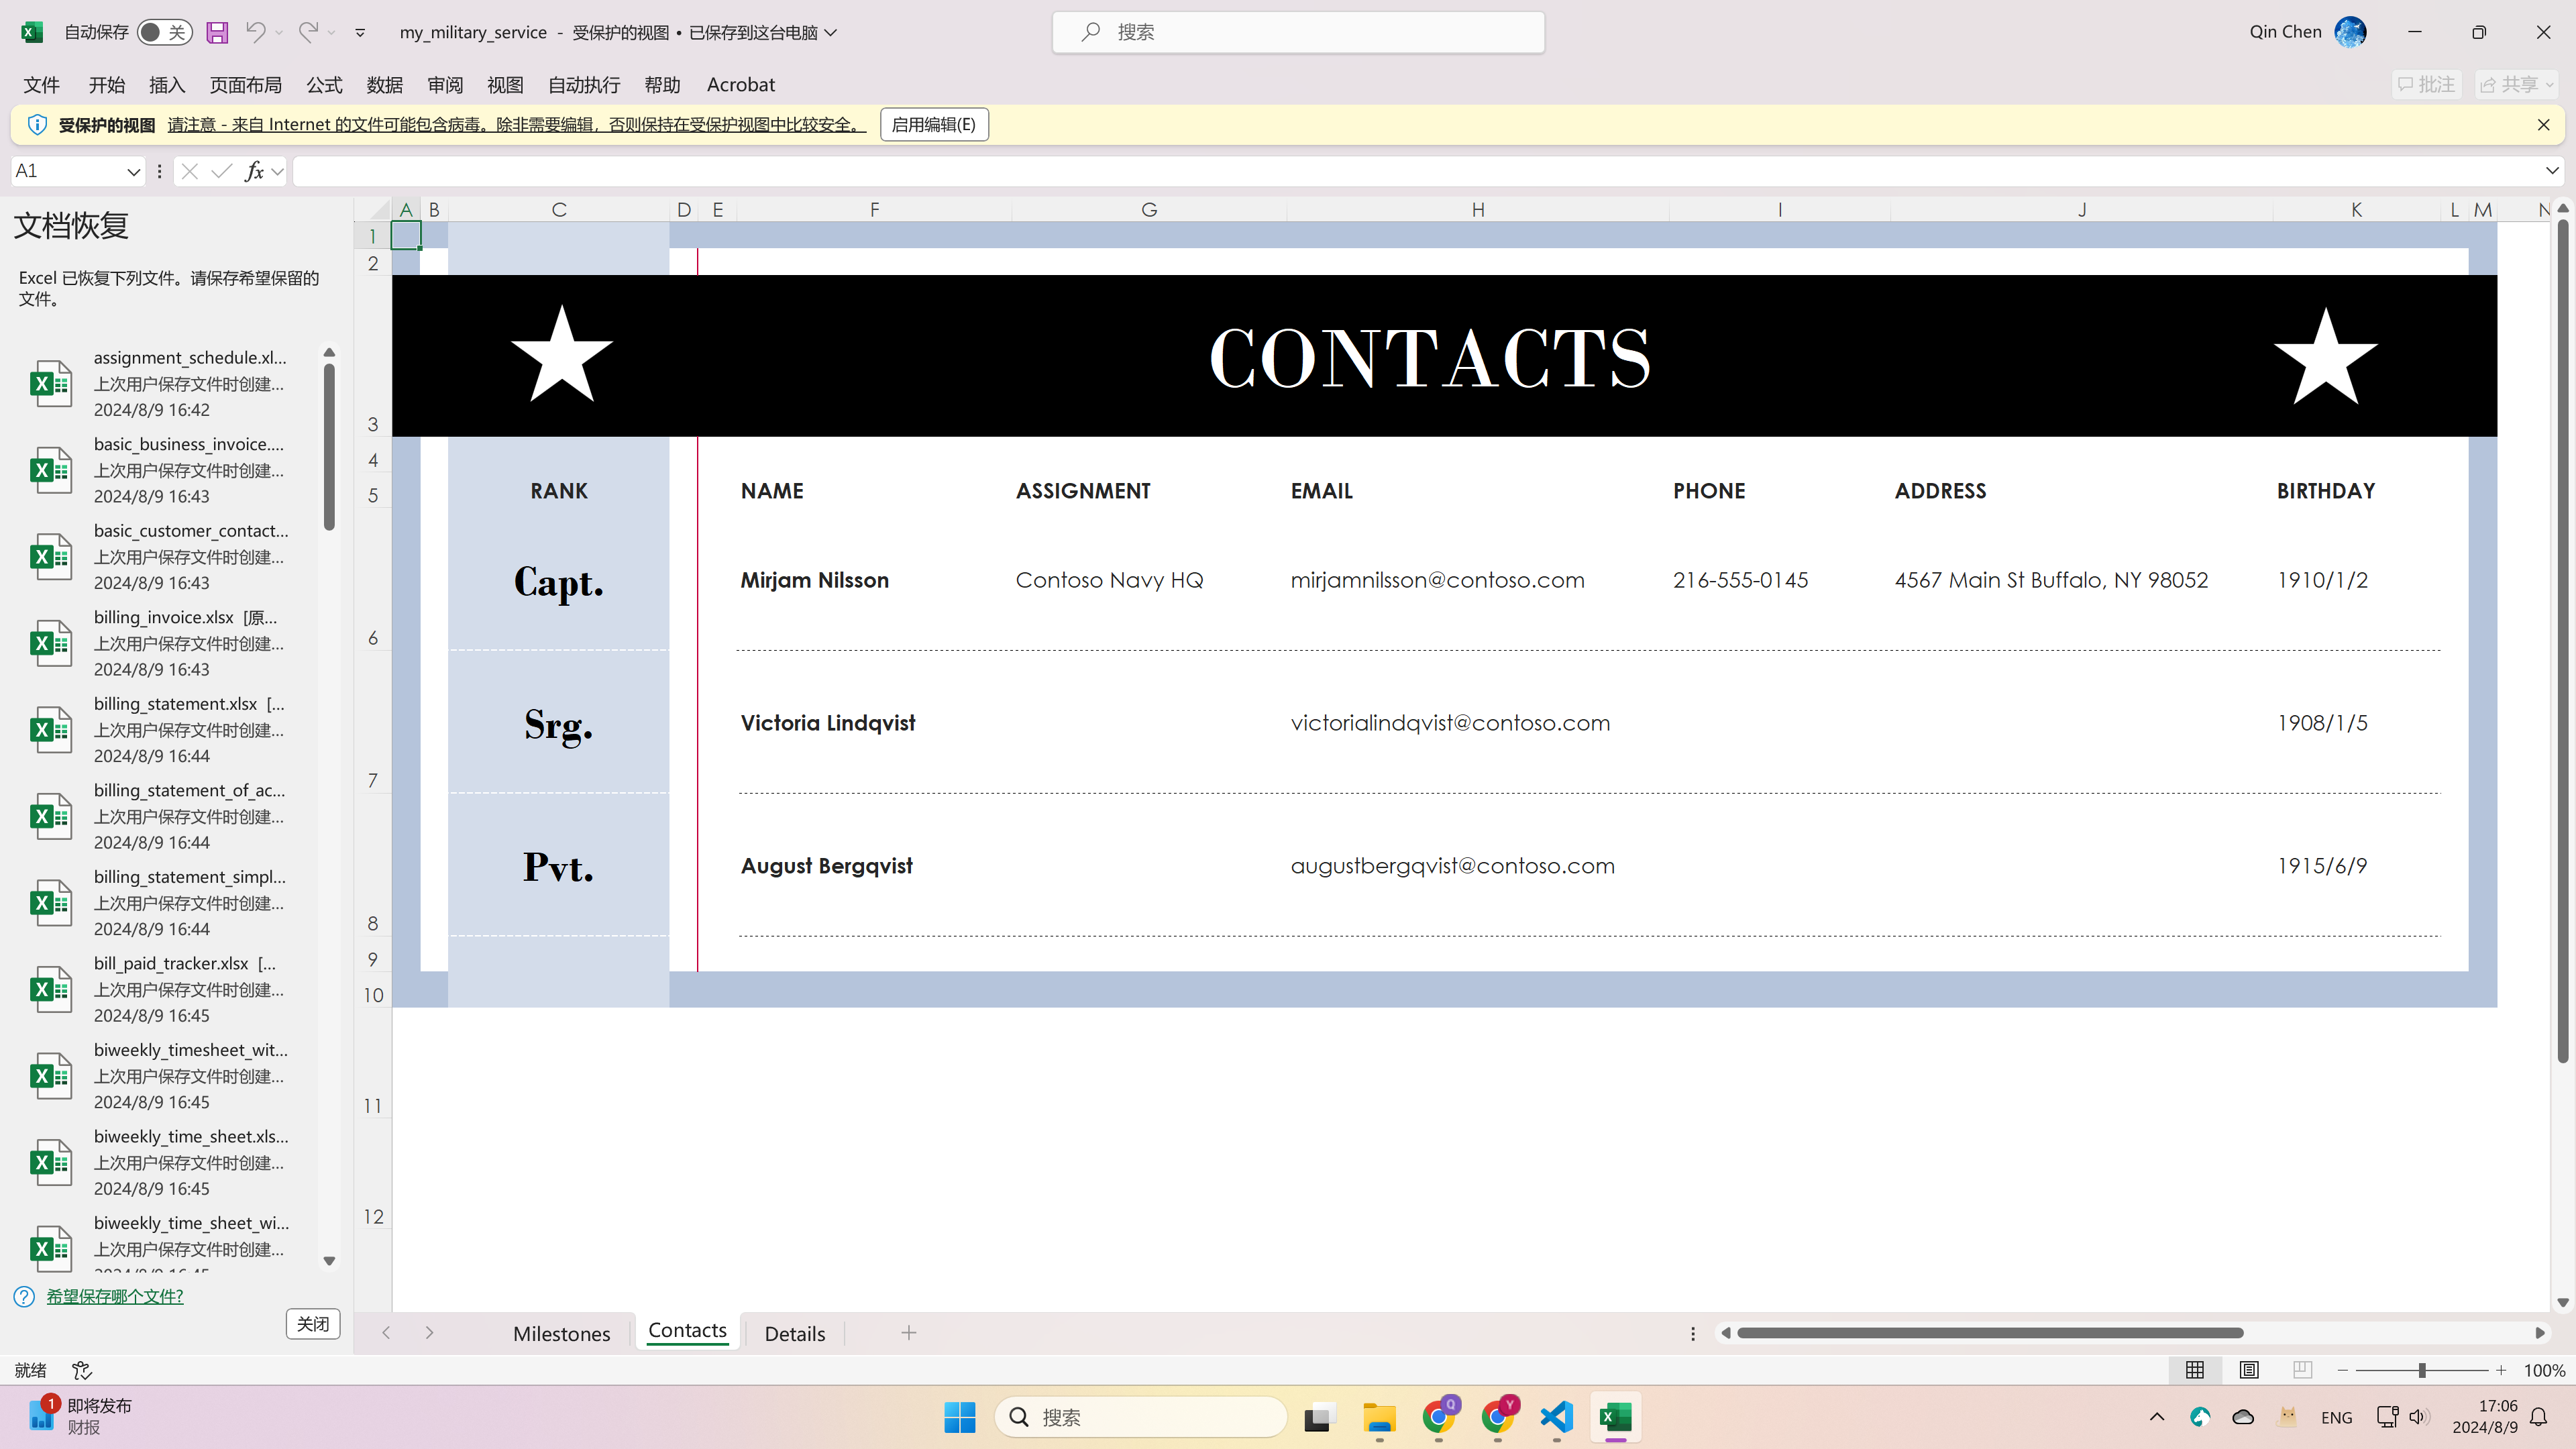 自动保存 关 my_military_service - 受保护的视图 • 已保存到这台电脑 搜索 Qin Chen
文件 开始 插入 页面布局 公式 数据 审阅 视图 自动执行 帮助 Acrobat 批注 共享
受保护的视图 请注意 - 来自 Internet 的文件可能包含病毒。除非需要编辑，否则保持在受保护视图中比较安全。 启用编辑(E)
A1 fx
文档恢复
Excel 已恢复下列文件。请保存希望保留的
文件。
assignment_schedule.xl...
上次用户保存文件时创建...
2024/8/9 16:42
basic_business_invoice....
上次用户保存文件时创建...
2024/8/9 16:43
basic_customer_contact...
上次用户保存文件时创建...
2024/8/9 16:43
billing_invoice.xlsx [原...
上次用户保存文件时创建...
2024/8/9 16:43
billing_statement.xlsx [...
上次用户保存文件时创建...
2024/8/9 16:44
billing_statement_of_ac...
上次用户保存文件时创建...
2024/8/9 16:44
billing_statement_simpl...
上次用户保存文件时创建...
2024/8/9 16:44
bill_paid_tracker.xlsx [...
上次用户保存文件时创建...
2024/8/9 16:45
biweekly_timesheet_wit...
上次用户保存文件时创建...
2024/8/9 16:45
biweekly_time_sheet.xls...
上次用户保存文件时创建...
2024/8/9 16:45
biweekly_time_sheet_wi...
上次用户保存文件时创建...
2024/8/9 16:45
希望保存哪个文件?
关闭
A B C D E F G H I J K L M N
1
2
3
4
5
6
7
8
9
10
11
12
CONTACTS
RANK NAME ASSIGNMENT EMAIL PHONE ADDRESS BIRTHDAY
Capt. Mirjam Nilsson Contoso Navy HQ mirjamnilsson@contoso.com 216-555-0145 4567 Main St Buffalo, NY 98052 1910/1/2
Srg. Victoria Lindqvist victorialindqvist@contoso.com 1908/1/5
Pvt. August Bergqvist augustbergqvist@contoso.com 1915/6/9
Milestones Contacts Details
就绪 100%
1 即将发布
财报
搜索
Q Y
ENG
17:06
2024/8/9